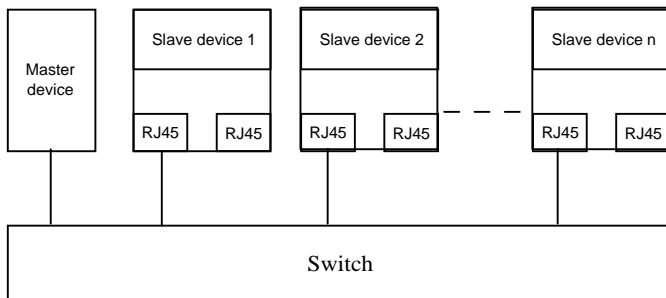 Master
device
Slave device 1
RJ45
RJ45
Slave device 2
RJ45
RJ45
Slave device n
RJ45
RJ45
Switch